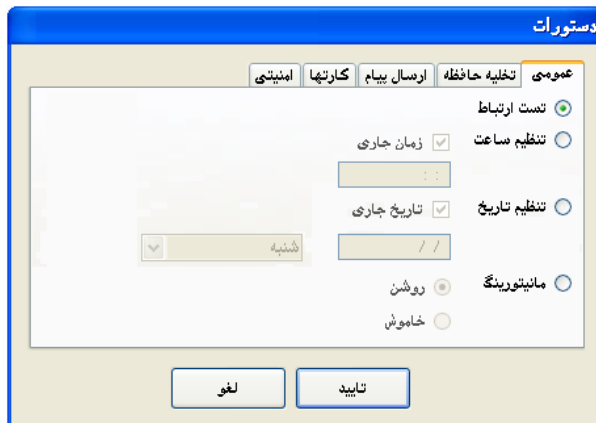 دستورات
عمومی تخلیه حافظه ارسال پیام کارتها امنیتی
تست ارتباط
تنظیم ساعت زمان جاری
: :
تنظیم تاریخ تاریخ جاری
/ / شنبه
مانیتورینگ روشن
خاموش
تایید لغو